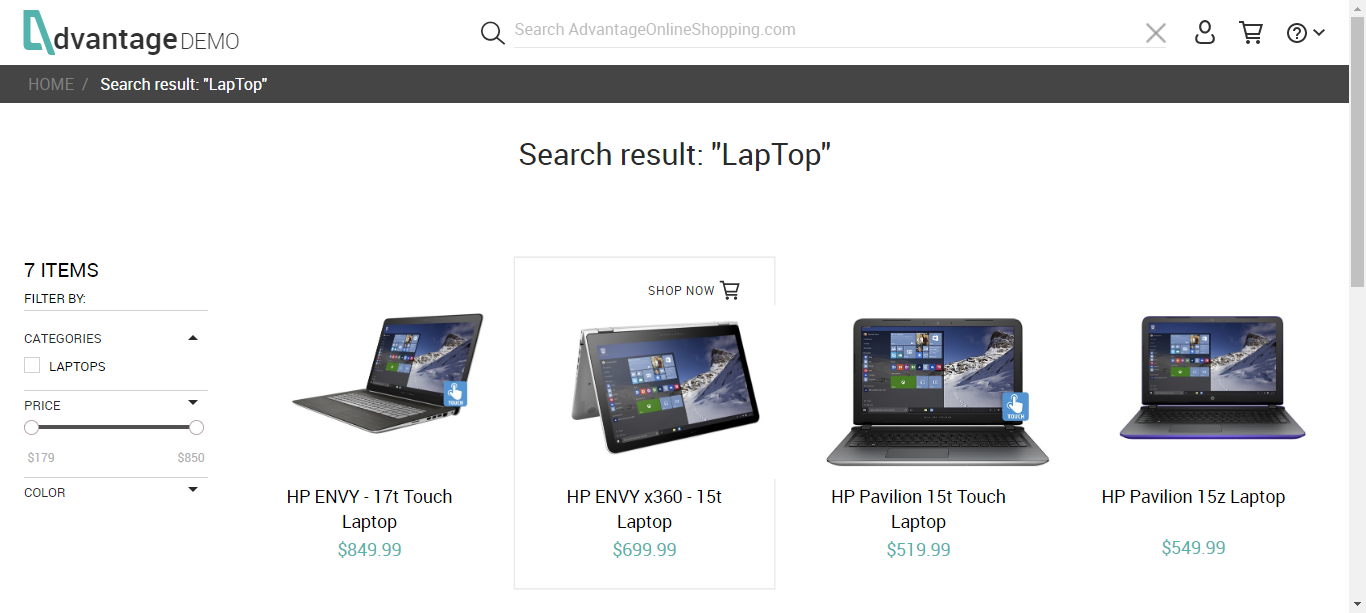 Advantage DEMO
Search AdvantageOnlineShopping.com
HOME / Search result: "LapTop"
Search result: "LapTop"
7 ITEMS
FILTER BY:
CATEGORIES
LAPTOPS
PRICE
$179 $850
COLOR
TOUCH
HP ENVY - 17t Touch
Laptop
$849.99
SHOP NOW
HP ENVY x360 - 15t
Laptop
$699.99
TOUCH
HP Pavilion 15t Touch
Laptop
$519.99
HP Pavilion 15z Laptop
$549.99